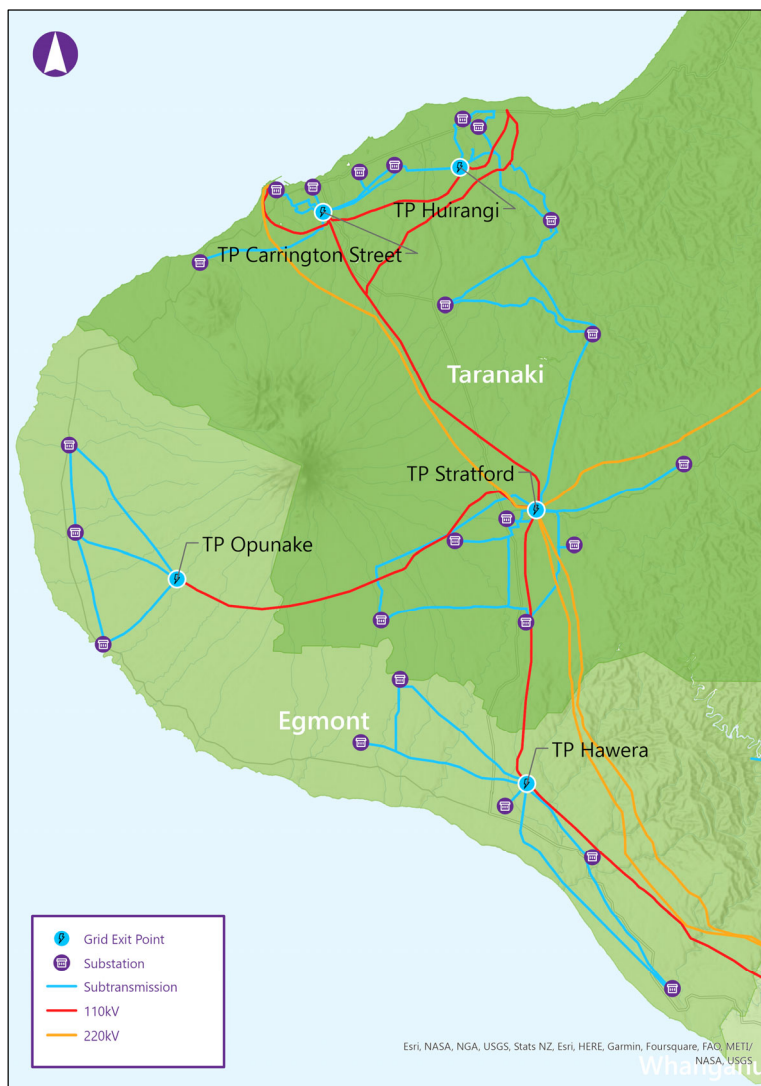 TP Huirangi
TP Carrington Street
Taranaki
TP Stratford
TP Opunake
Egmont
TP Hawera
Grid Exit Point
Substation
Subtransmission
110kV
220kV
Esri, NASA, NGA, USGS, Stats NZ, Esri, HERE, Garmin, Foursquare, FAO, METI/
NASA, USGS
Whanganu